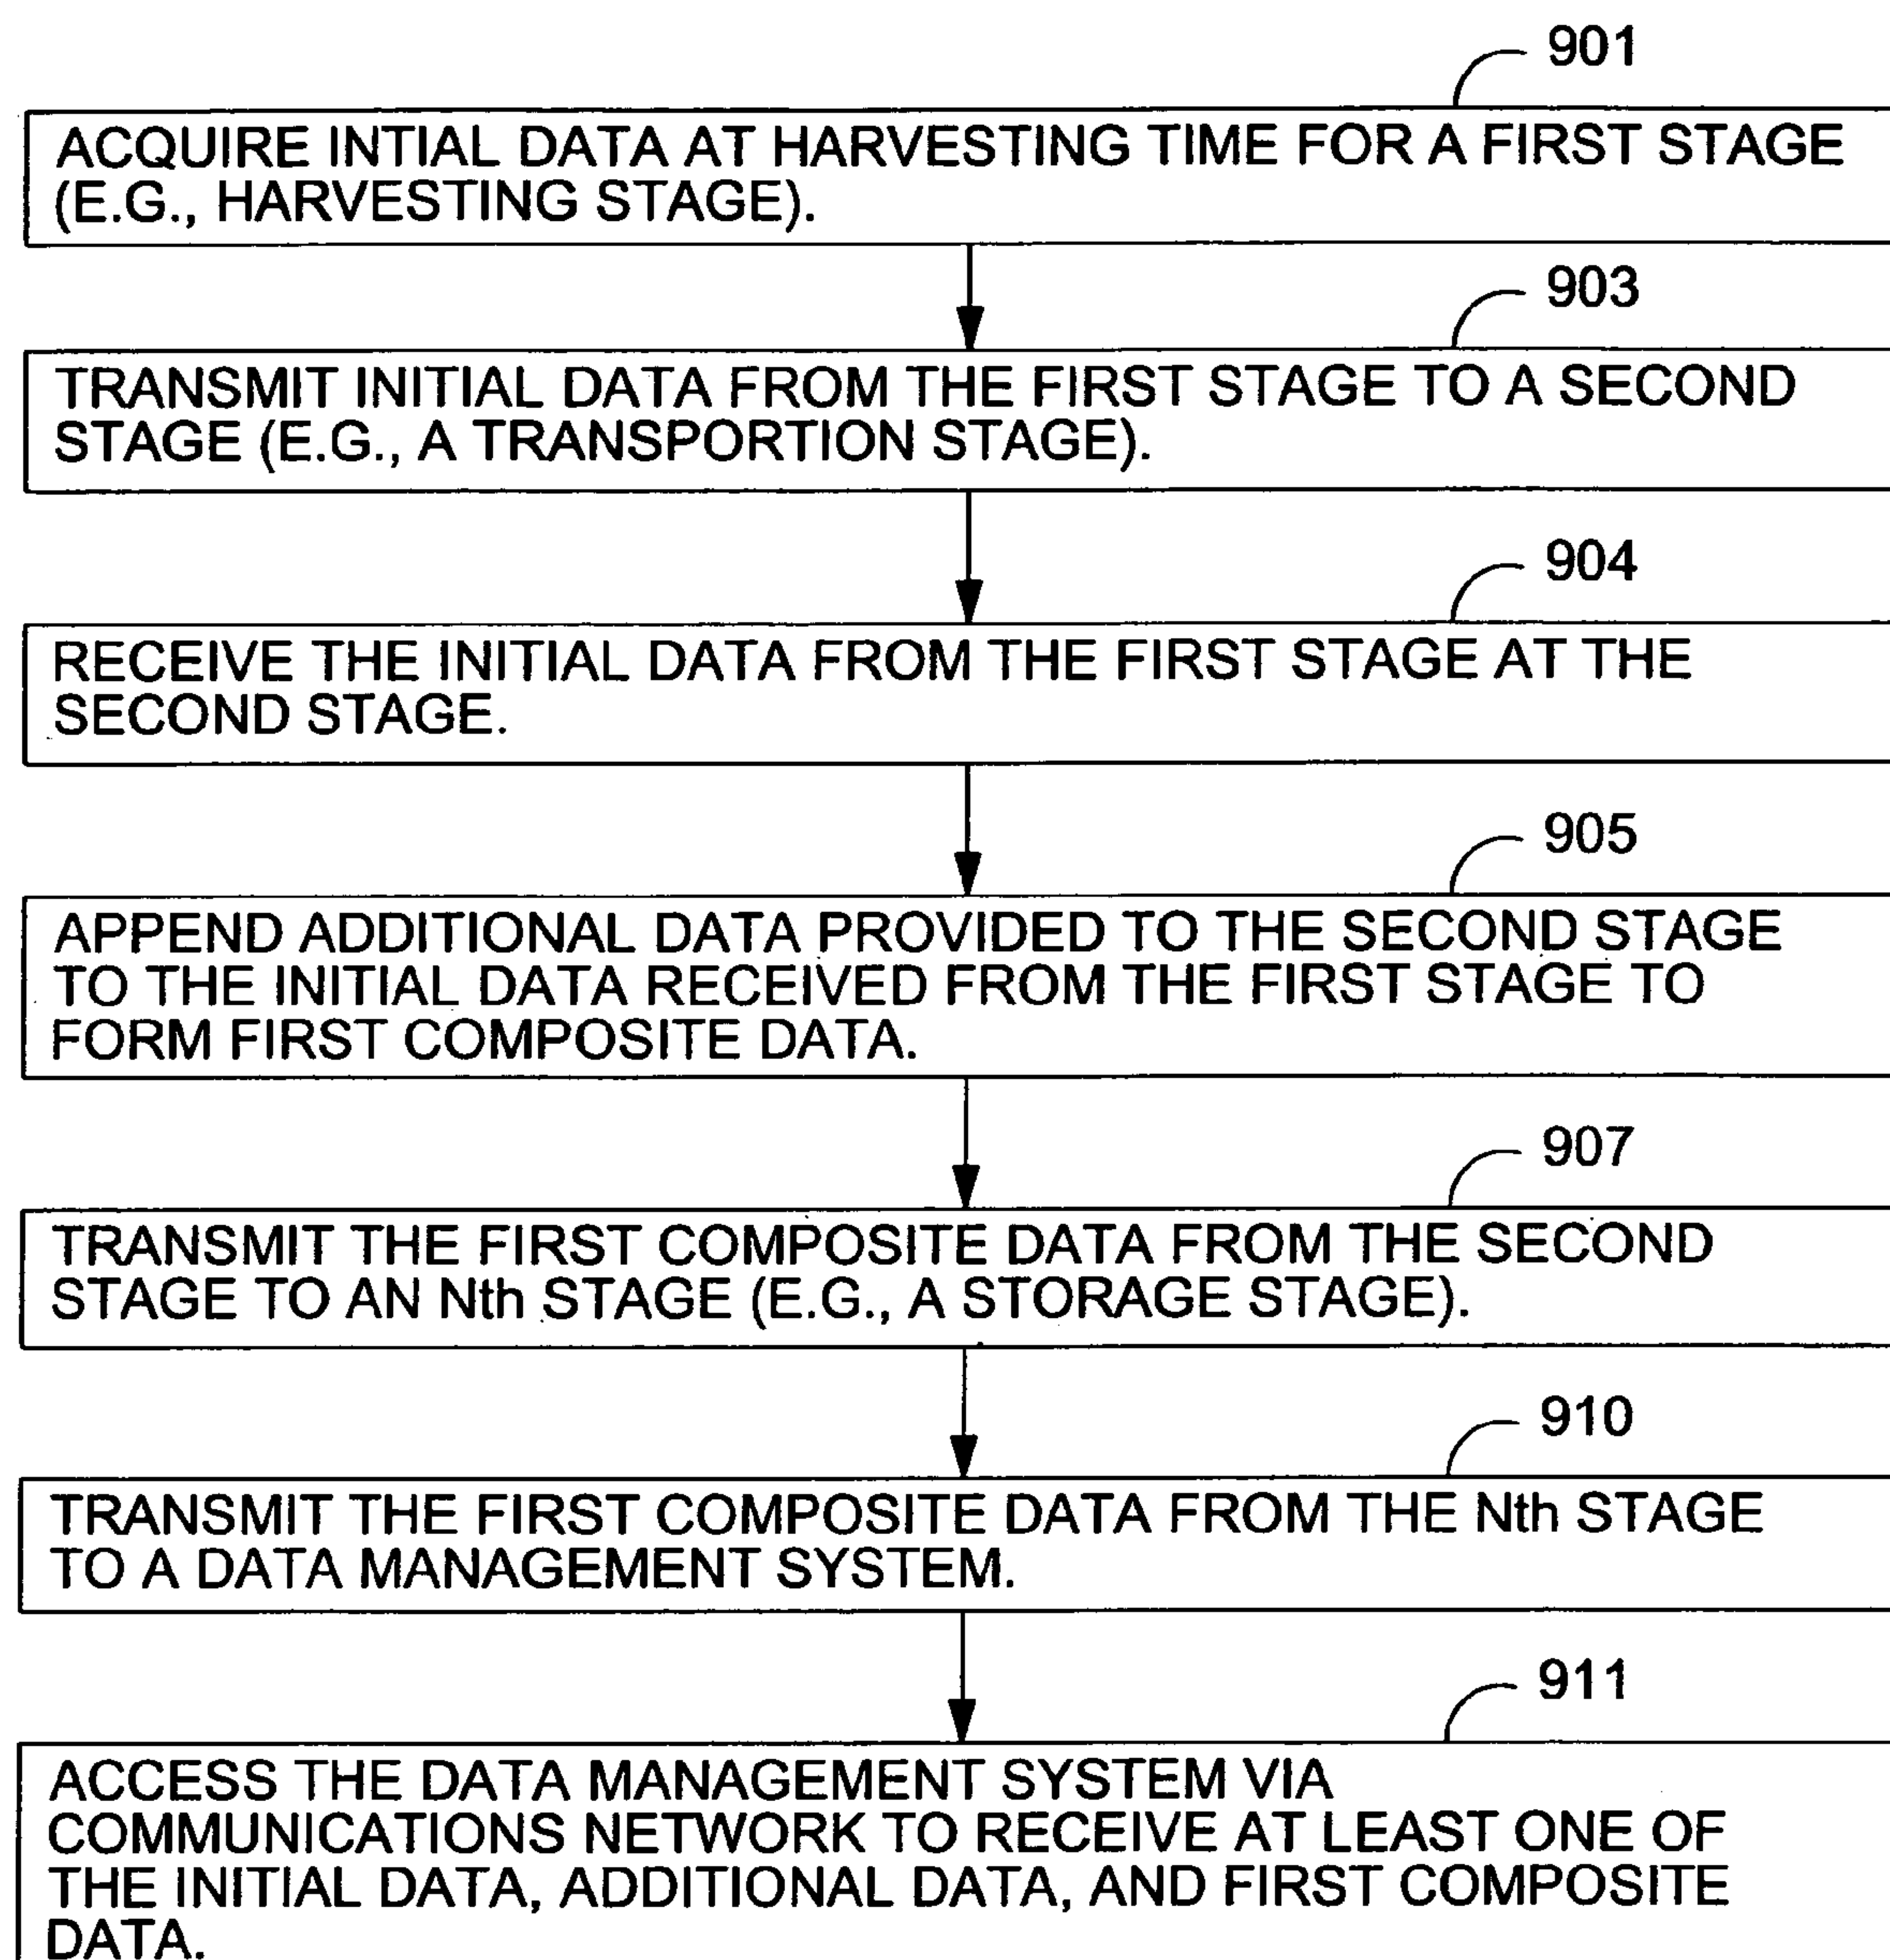 901
ACQUIRE INTIAL DATA AT HARVESTING TIME FOR A FIRST STAGE
(E.G., HARVESTING STAGE).
903
TRANSMIT INITIAL DATA FROM THE FIRST STAGE TO A SECOND
STAGE (E.G., A TRANSPORTION STAGE).
904
RECEIVE THE INITIAL DATA FROM THE FIRST STAGE AT THE
SECOND STAGE.
905
APPEND ADDITIONAL DATA PROVIDED TO THE SECOND STAGE
TO THE INITIAL DATA RECEIVED FROM THE FIRST STAGE TO
FORM FIRST COMPOSITE DATA.
907
TRANSMIT THE FIRST COMPOSITE DATA FROM THE SECOND
STAGE TO AN Nth STAGE (E.G., A STORAGE STAGE).
910
TRANSMIT THE FIRST COMPOSITE DATA FROM THE Nth STAGE
TO A DATA MANAGEMENT SYSTEM.
911
ACCESS THE DATA MANAGEMENT SYSTEM VIA
COMMUNICATIONS NETWORK TO RECEIVE AT LEAST ONE OF
THE INITIAL DATA, ADDITIONAL DATA, AND FIRST COMPOSITE
DATA.